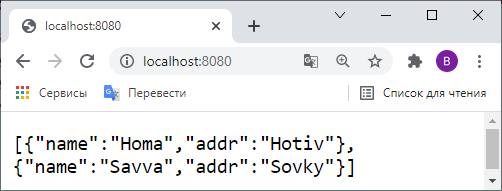 localhost:8080
localhost:8080
B
Сервисы Перевести Список для чтения
[{"name":"Homa","addr":"Hotiv"},
{"name":"Savva","addr":"Sovky"}]